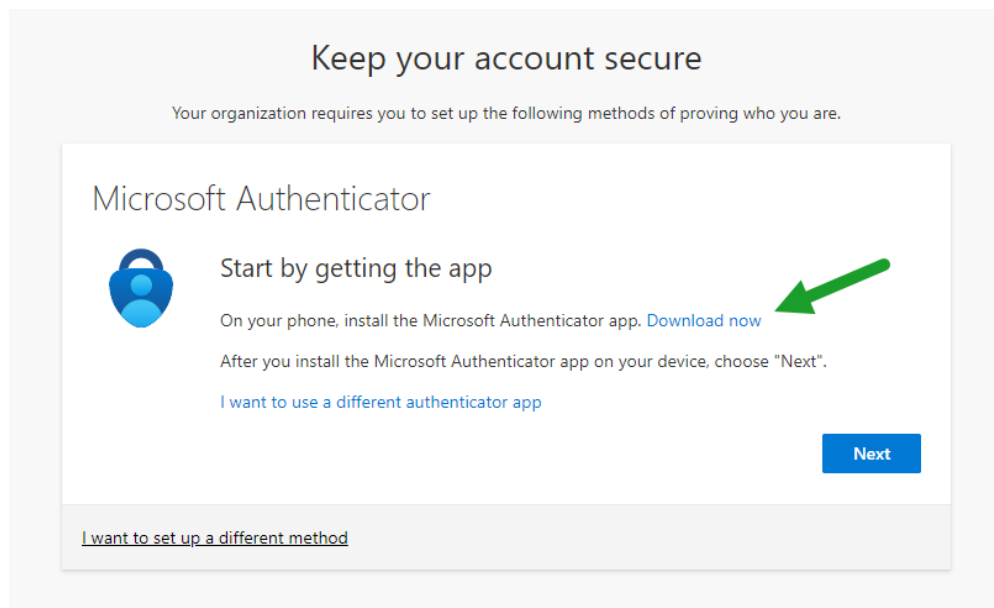 Keep your account secure
Your organization requires you to set up the following methods of proving who you are.
Microsoft Authenticator
Start by getting the app
On your phone, install the Microsoft Authenticator app. Download now
After you install the Microsoft Authenticator app on your device, choose "Next".
I want to use a different authenticator app
Next
I want to set up a different method